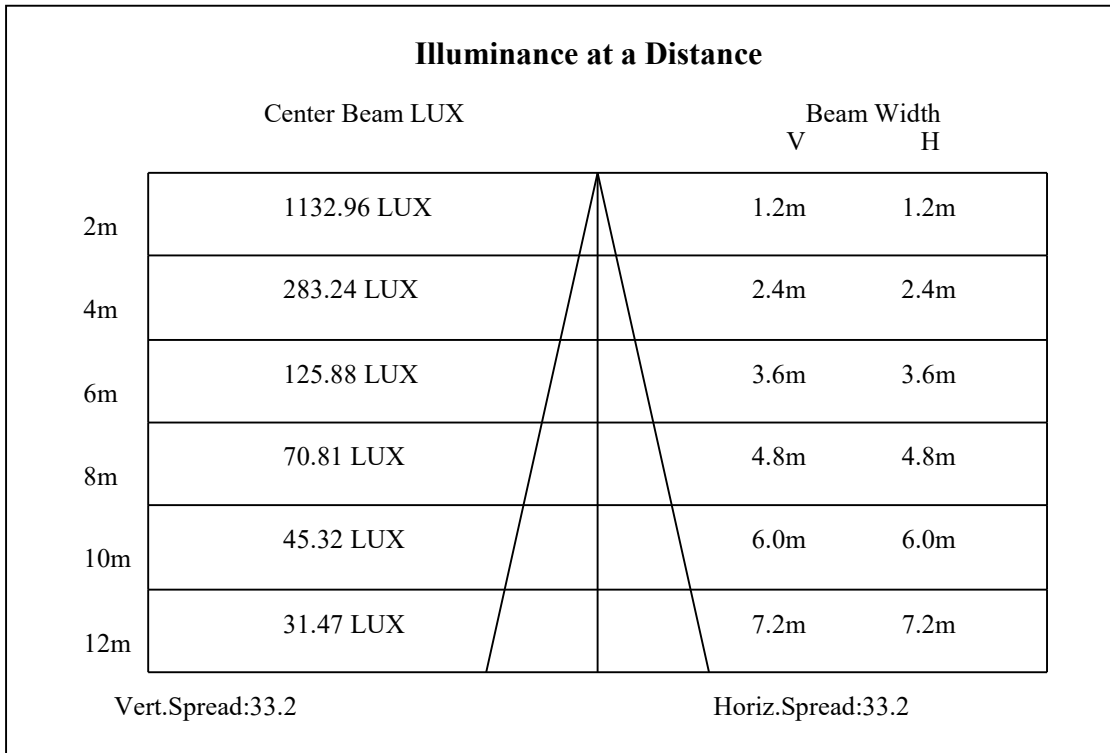 Illuminance at a Distance
Center Beam LUX Beam Width
V H
2m 1132.96 LUX 1.2m 1.2m
4m 283.24 LUX 2.4m 2.4m
6m 125.88 LUX 3.6m 3.6m
8m 70.81 LUX 4.8m 4.8m
10m 45.32 LUX 6.0m 6.0m
12m 31.47 LUX 7.2m 7.2m
Vert.Spread:33.2 Horiz.Spread:33.2